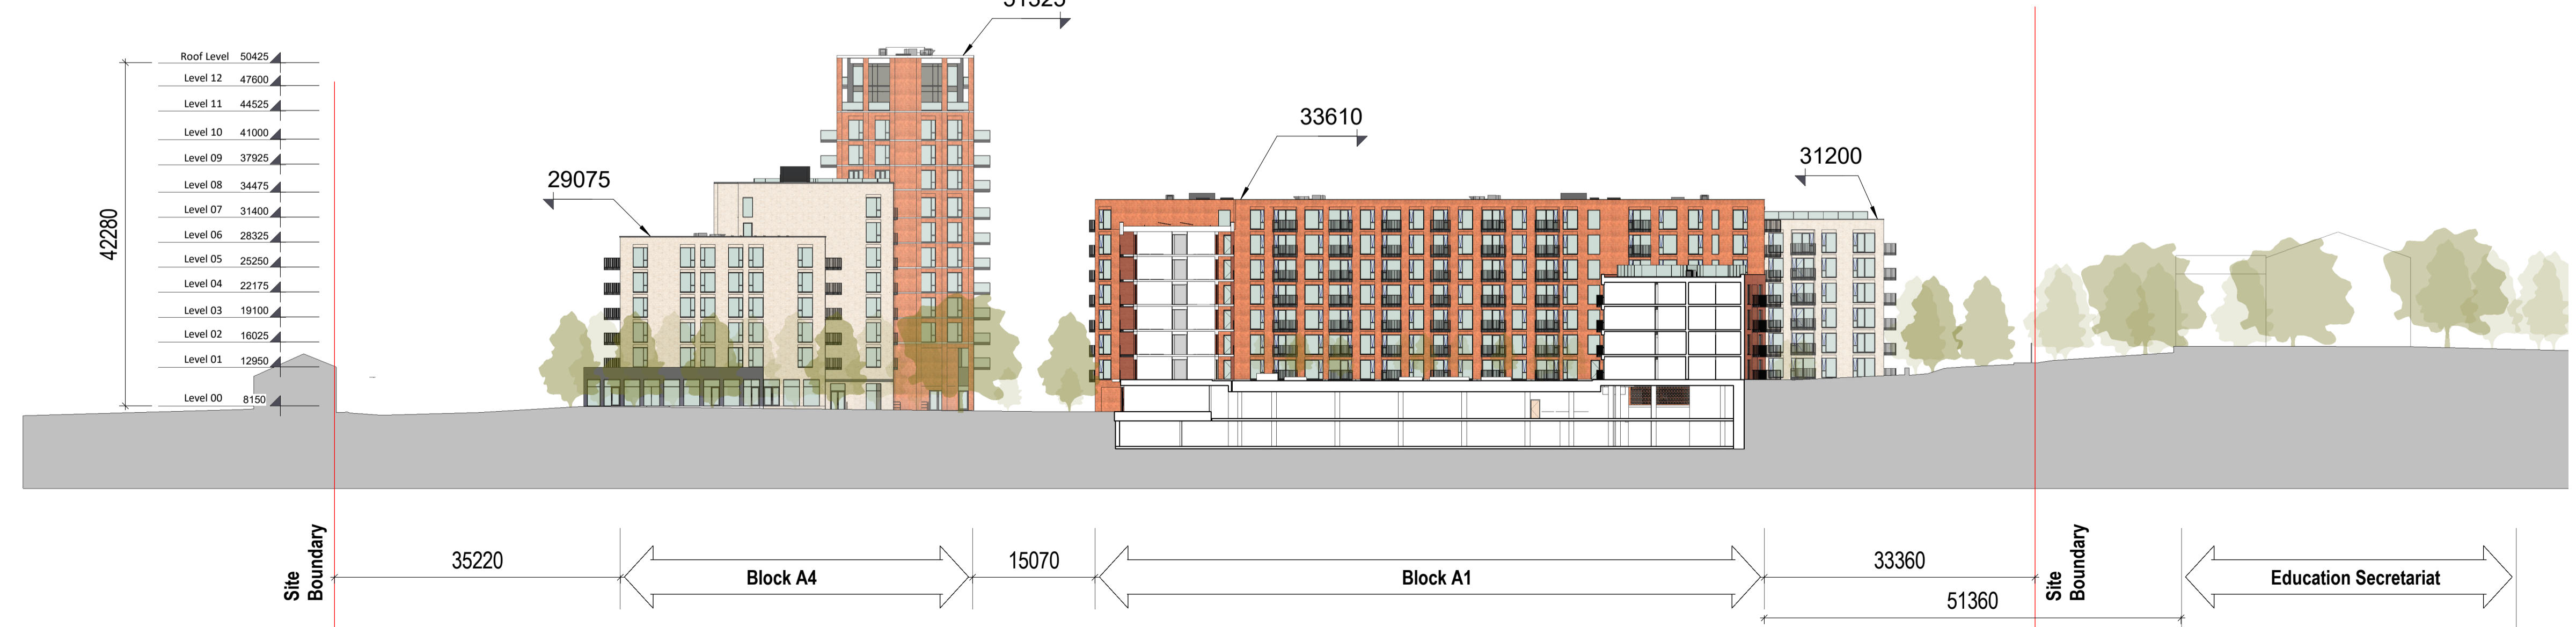 Roof Level 50425
Level 12 47600
Level 11 44525
Level 10 41000
Level 09 37925
Level 08 34475
Level 07 31400
Level 06 28325
Level 05 25250
Level 04 22175
Level 03 19100
Level 02 16025
Level 01 12950
Level 00 8150
42280
29075
33610
31200
Site
Boundary
35220
Block A4
15070
Block A1
33360
51360
Site
Boundary
Education Secretariat